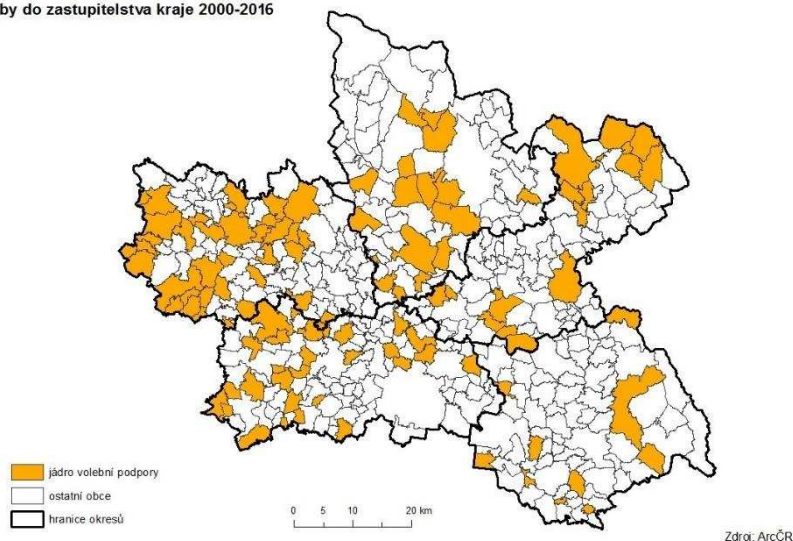 by do zastupitelstva kraje 2000-2016
jádro volební podpory
ostatní obce
hranice okresů
0 5 10 20 km
Zdroj: ArcČR